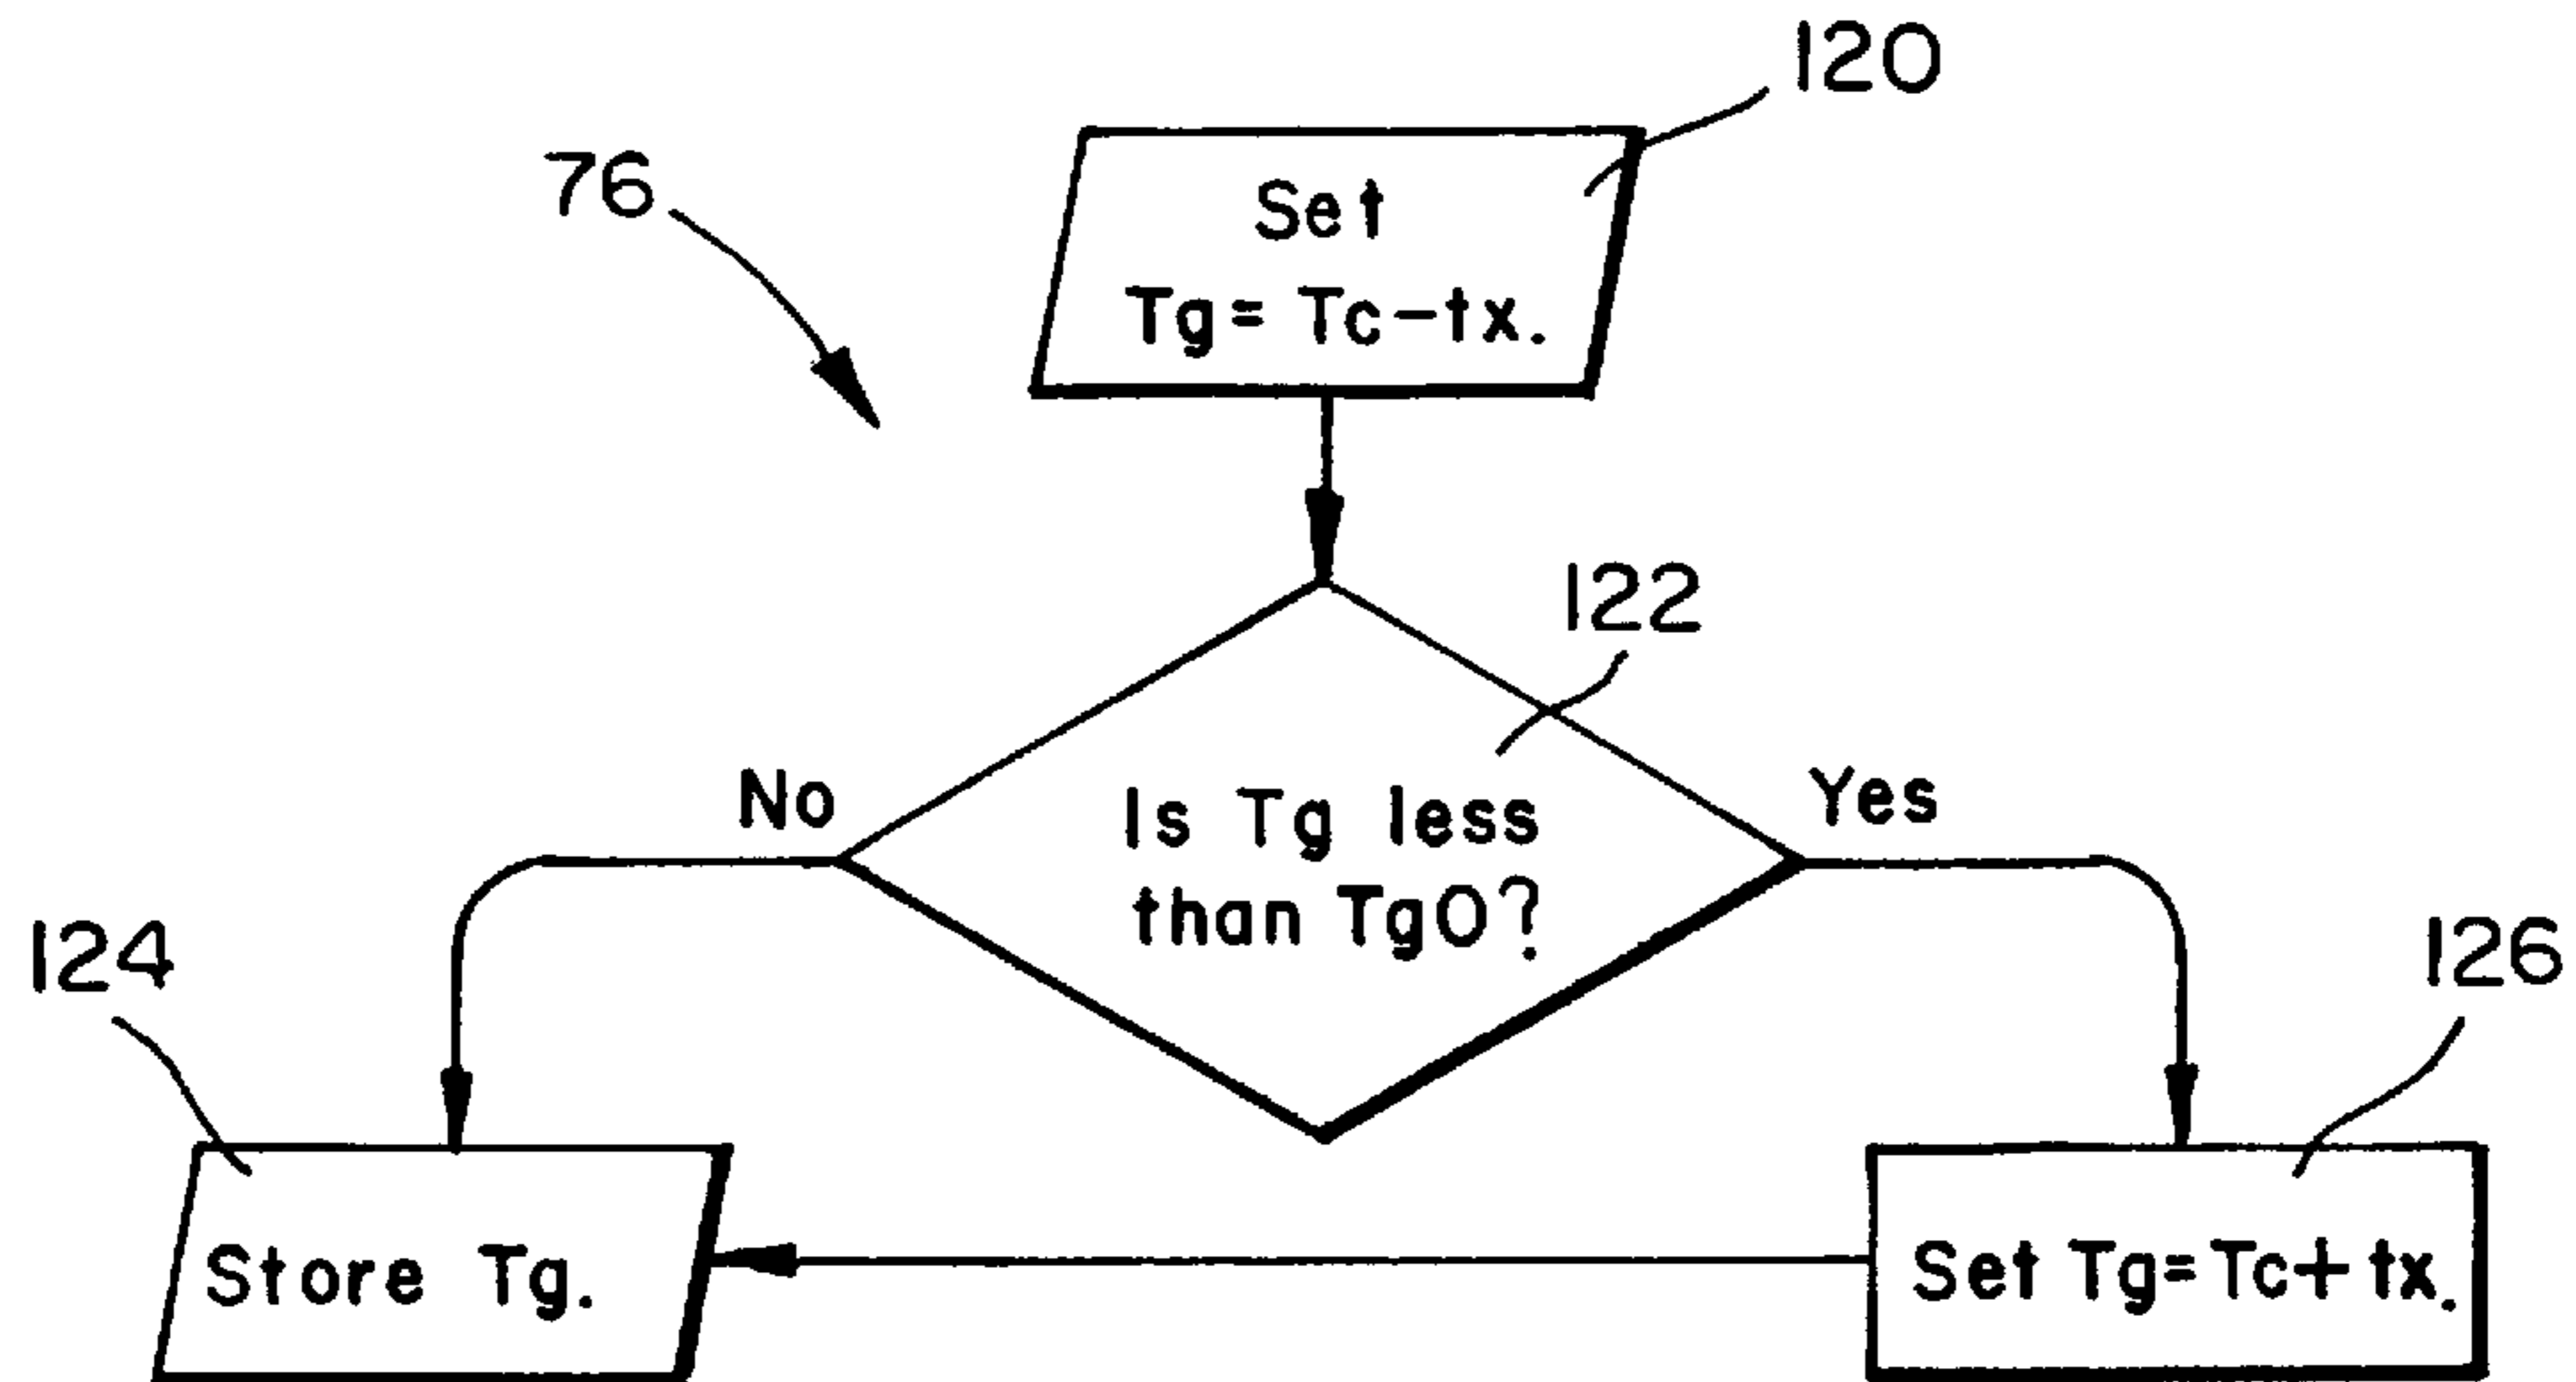 120
76
Set
Tg= Tc-tx.
122
No
Yes
Is Tg less
than Tg0?
124
126
Store Tg.
Set Tg=Tc+tx.